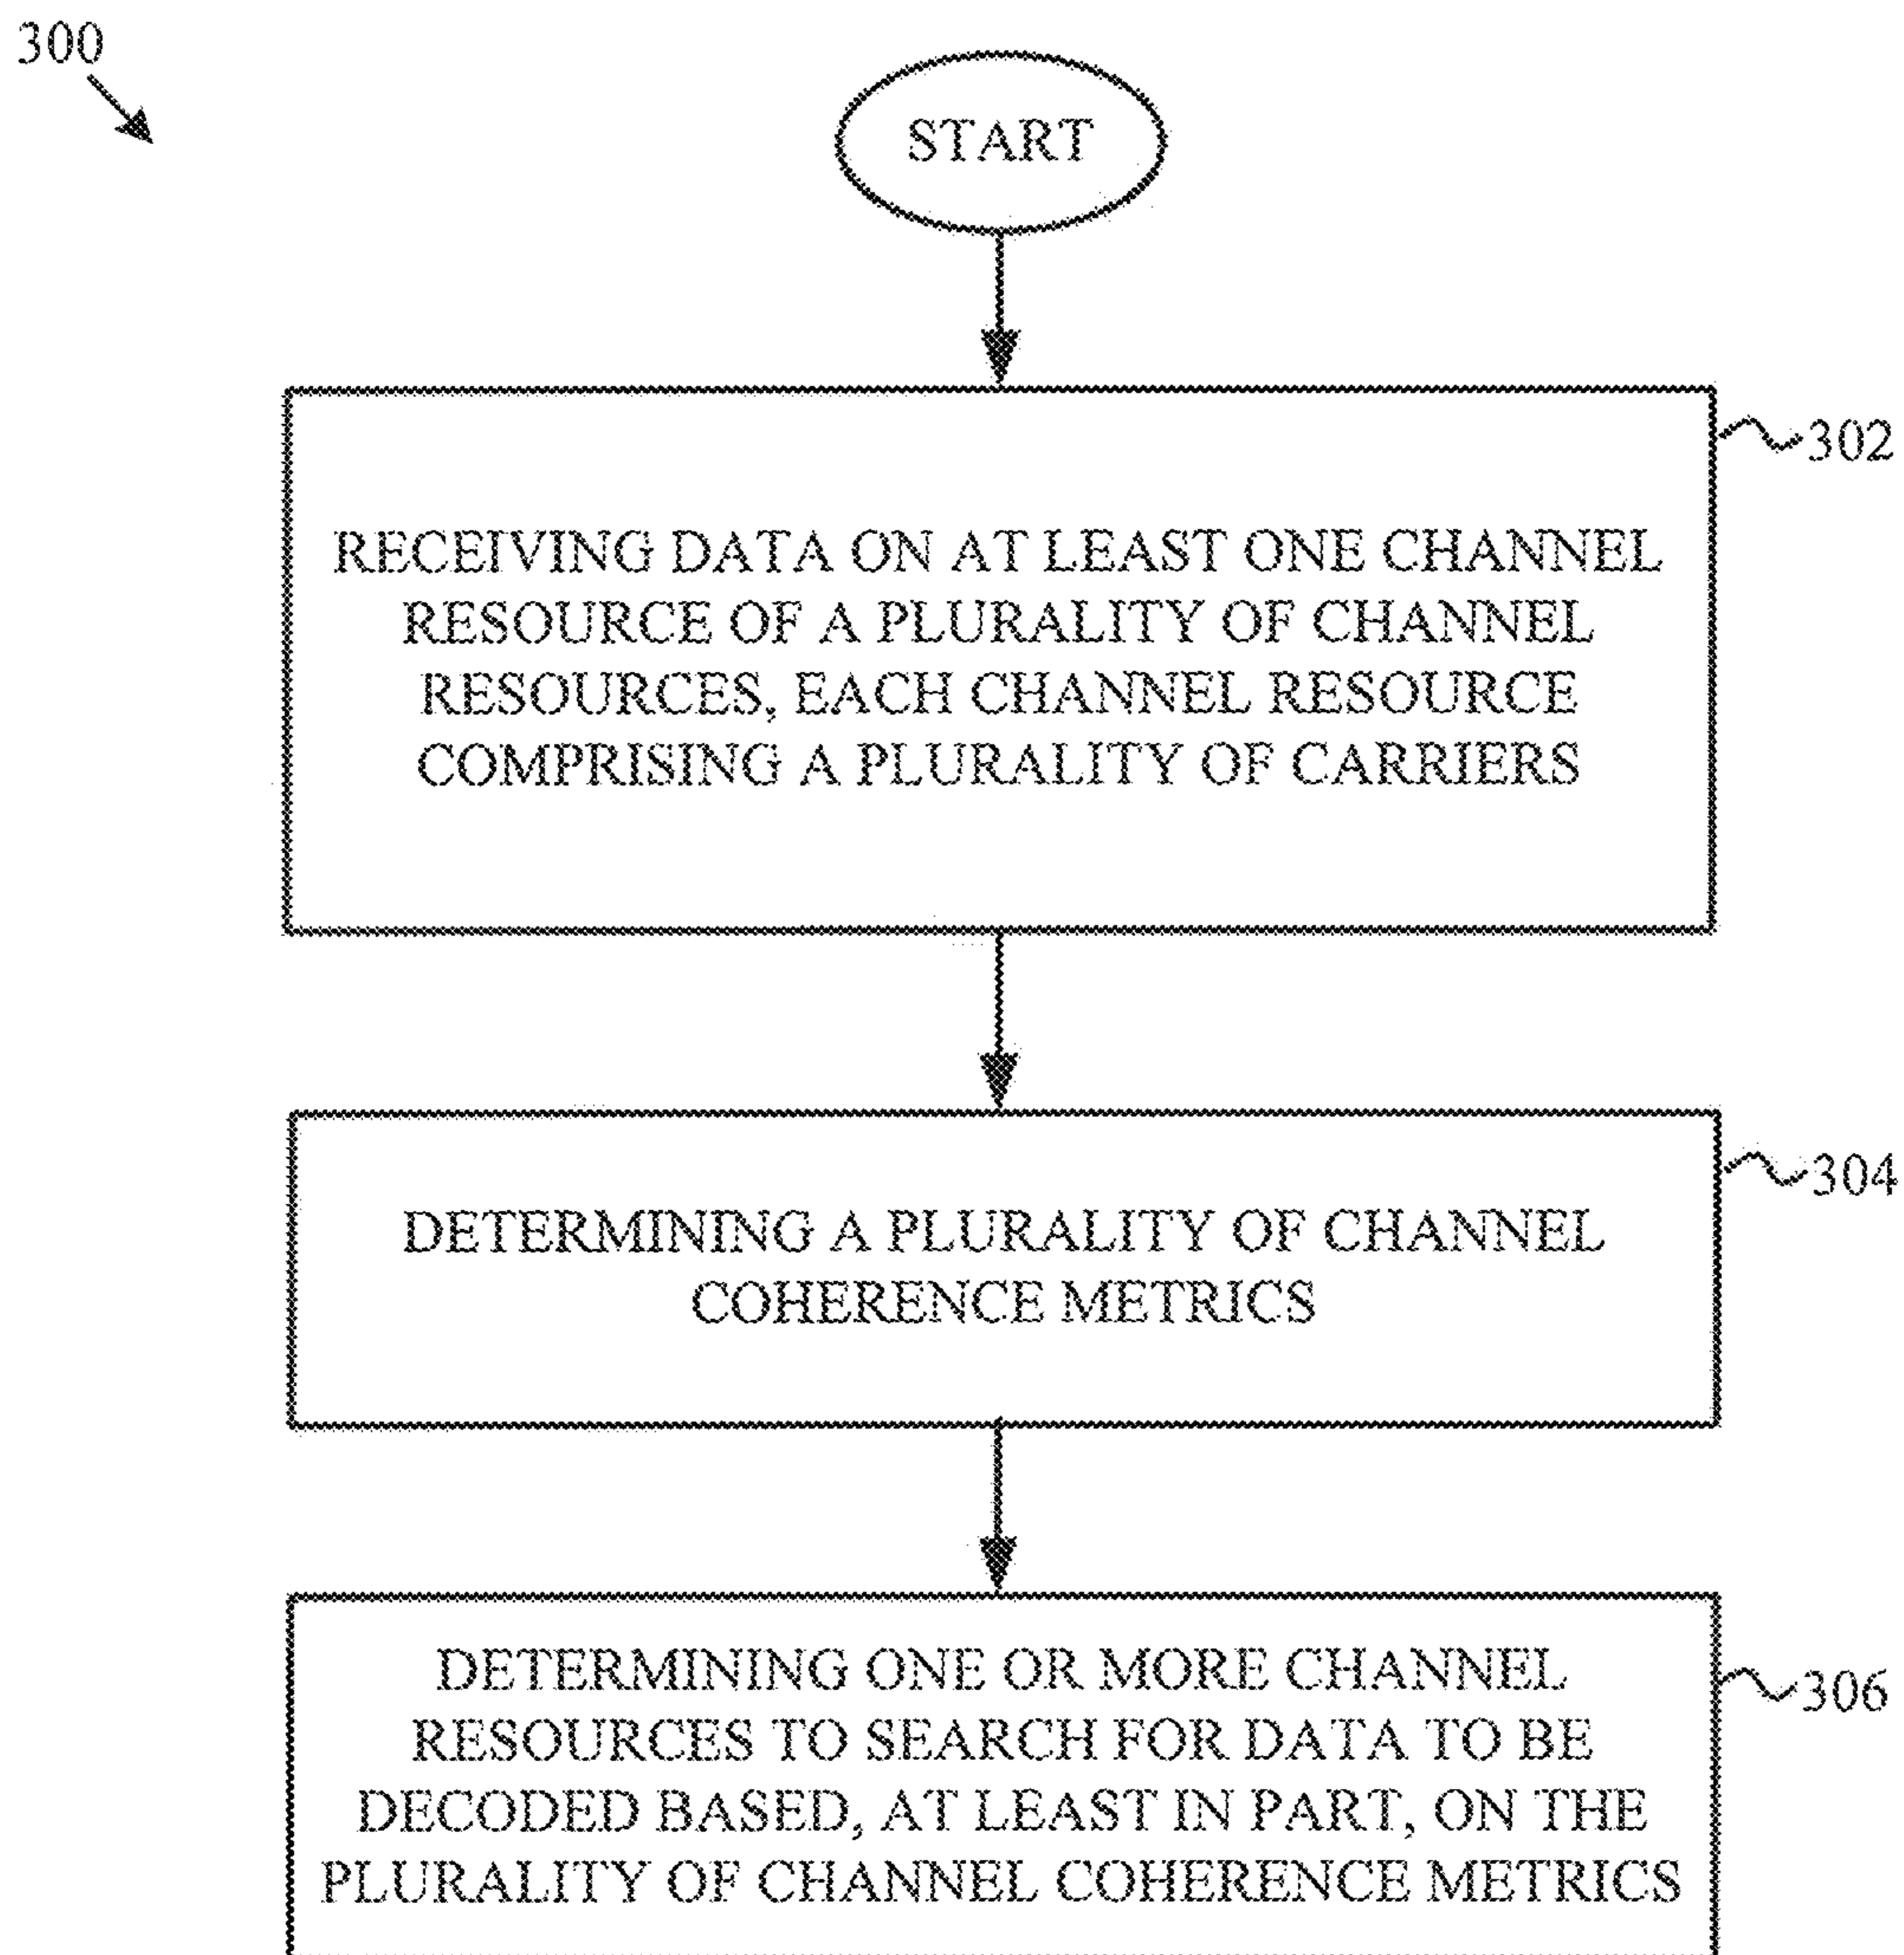 300
START
302
RECEIVING DATA ON AT LEAST ONE CHANNEL
RESOURCE OF A PLURALITY OF CHANNEL
RESOURCES, EACH CHANNEL RESOURCE
COMPRISING A PLURALITY OF CARRIERS
304
DETERMINING A PLURALITY OF CHANNEL
COHERENCE METRICS
306
DETERMINING ONE OR MORE CHANNEL
RESOURCES TO SEARCH FOR DATA TO BE
DECODED BASED, AT LEAST IN PART, ON THE
PLURALITY OF CHANNEL COHERENCE METRICS